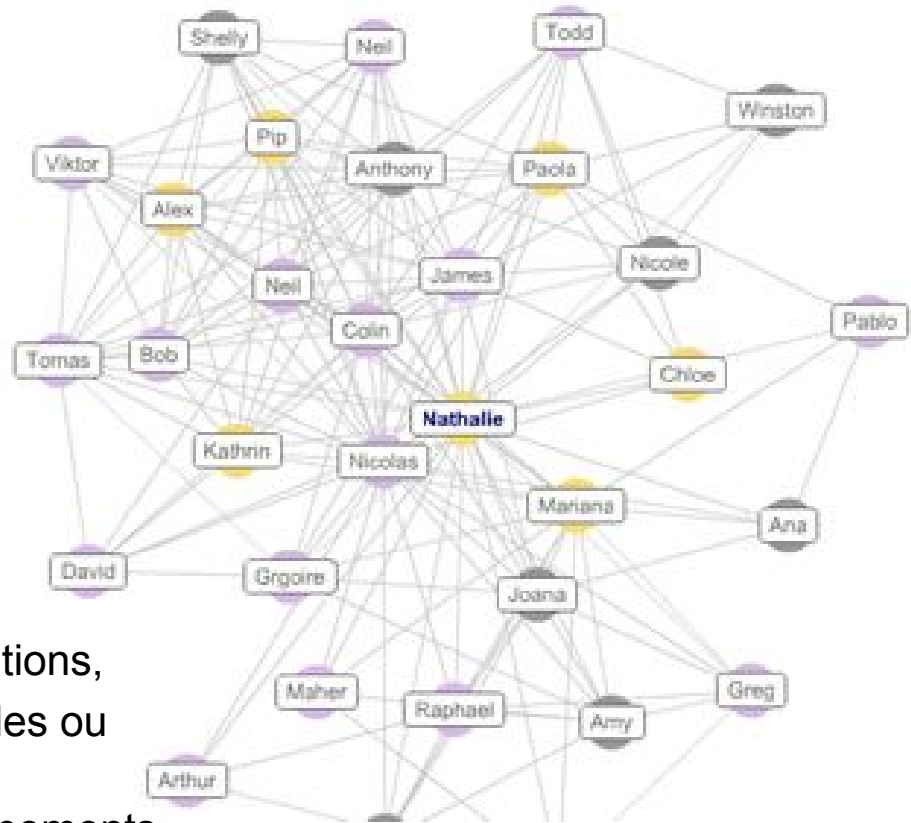 Shelly
Neil
Todd
Winston
Pip
Viktor
Anthony
Paola
Alex
Nicole
Neil
James
Colin
Pablo
Tomas
Bob
Chloe
Nathalie
Kathrin
Nicolas
Mariana
Ana
David
Grgoire
Joana
tions,
Maher
Raphael
Amy
Greg
les ou
Arthur